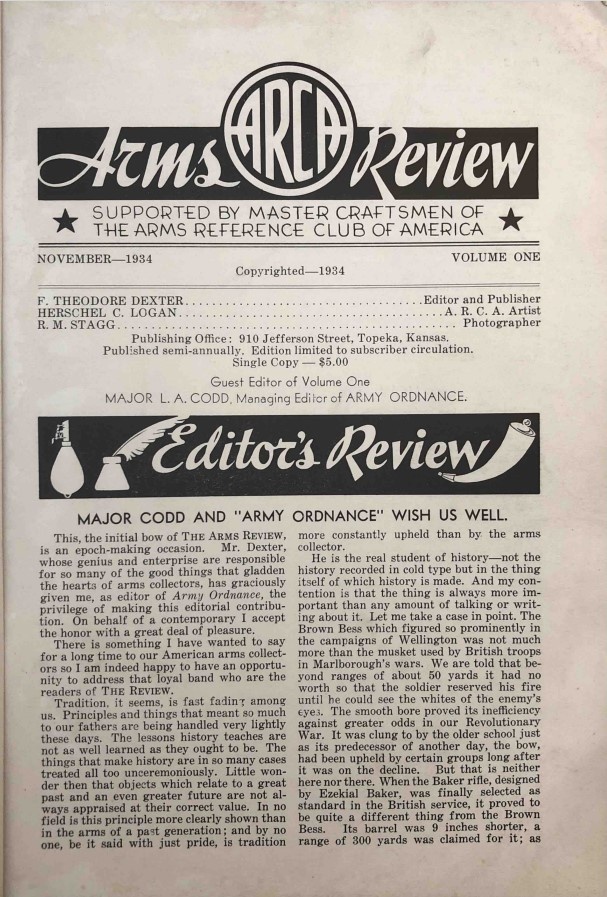 Arms ARCA Review
SUPPORTED BY MASTER CRAFTSMEN OF
THE ARMS REFERENCE CLUB OF AMERICA
NOVEMBER—1934 VOLUME ONE
Copyrighted—1934
F. THEODORE DEXTER.................................Editor and Publisher
HERSCHEL C. LOGAN.....................................A. R. C. A. Artist
R. M. STAGG............................................... Photographer
Publishing Office: 910 Jefferson Street, Topeka, Kansas.
Published semi-annually. Edition limited to subscriber circulation.
Single Copy — $5.00
Guest Editor of Volume One
MAJOR L. A. CODD, Managing Editor of ARMY ORDNANCE.
Editor's Review
MAJOR CODD AND "ARMY ORDNANCE" WISH US WELL.
This, the initial bow of THE ARMS REVIEW,
is an epoch-making occasion. Mr. Dexter,
whose genius and enterprise are responsible
for so many of the good things that gladden
the hearts of arms collectors, has graciously
given me, as editor of Army Ordnance, the
privilege of making this editorial contribu-
tion. On behalf of a contemporary I accept
the honor with a great deal of pleasure.
There is something I have wanted to say
for a long time to our American arms collect-
ors so I am indeed happy to have an opportu-
nity to address that loyal band who are the
readers of THE REVIEW.
Tradition, it seems, is fast fading among
us. Principles and things that meant so much
to our fathers are being handled very lightly
these days. The lessons history teaches are
not as well learned as they ought to be. The
things that make history are in so many cases
treated all too unceremoniously. Little won-
der then that objects which relate to a great
past and an even greater future are not al-
ways appraised at their correct value. In no
field is this principle more clearly shown than
in the arms of a past generation; and by no
one, be it said with just pride, is tradition
more constantly upheld than by the arms
collector.
He is the real student of history—not the
history recorded in cold type but in the thing
itself of which history is made. And my con-
tention is that the thing is always more im-
portant than any amount of talking or writ-
ing about it. Let me take a case in point. The
Brown Bess which figured so prominently in
the campaigns of Wellington was not much
more than the musket used by British troops
in Marlborough's wars. We are told that be-
yond ranges of about 50 yards it had no
worth so that the soldier reserved his fire
until he could see the whites of the enemy's
eyes. The smooth bore proved its inefficiency
against greater odds in our Revolutionary
War. It was clung to by the older school just
as its predecessor of another day, the bow,
had been upheld by certain groups long after
it was on the decline. But that is neither
here nor there. When the Baker rifle, designed
by Ezekial Baker, was finally selected as
standard in the British service, it proved to
be quite a different thing from the Brown
Bess. Its barrel was 9 inches shorter, a
range of 300 yards was claimed for it; as